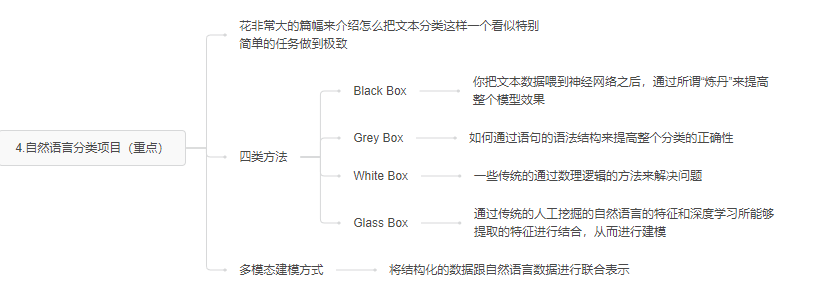 花非常大的篇幅来介绍怎么把文本分类这样一个看似特别
简单的任务做到极致
4.自然语言分类项目（重点）
四类方法
Black Box
你把文本数据喂到神经网络之后，通过所谓“炼丹”来提高
整个模型效果
Grey Box
如何通过语句的语法结构来提高整个分类的正确性
White Box
一些传统的通过数理逻辑的方法来解决问题
Glass Box
通过传统的人工挖掘的自然语言的特征和深度学习所能够
提取的特征进行结合，从而进行建模
多模态建模方式
将结构化的数据跟自然语言数据进行联合表示